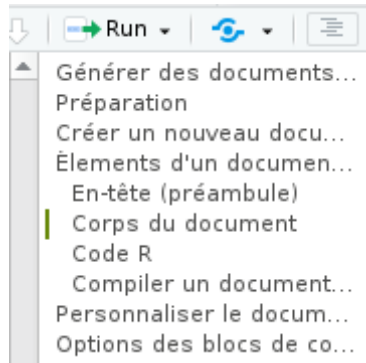 Run
Générer des documents...
Préparation
Créer un nouveau docu...
Élements d'un documen...
En-tête (préambule)
Corps du document
Code R
Compiler un document...
Personnaliser le docum...
Options des blocs de co...